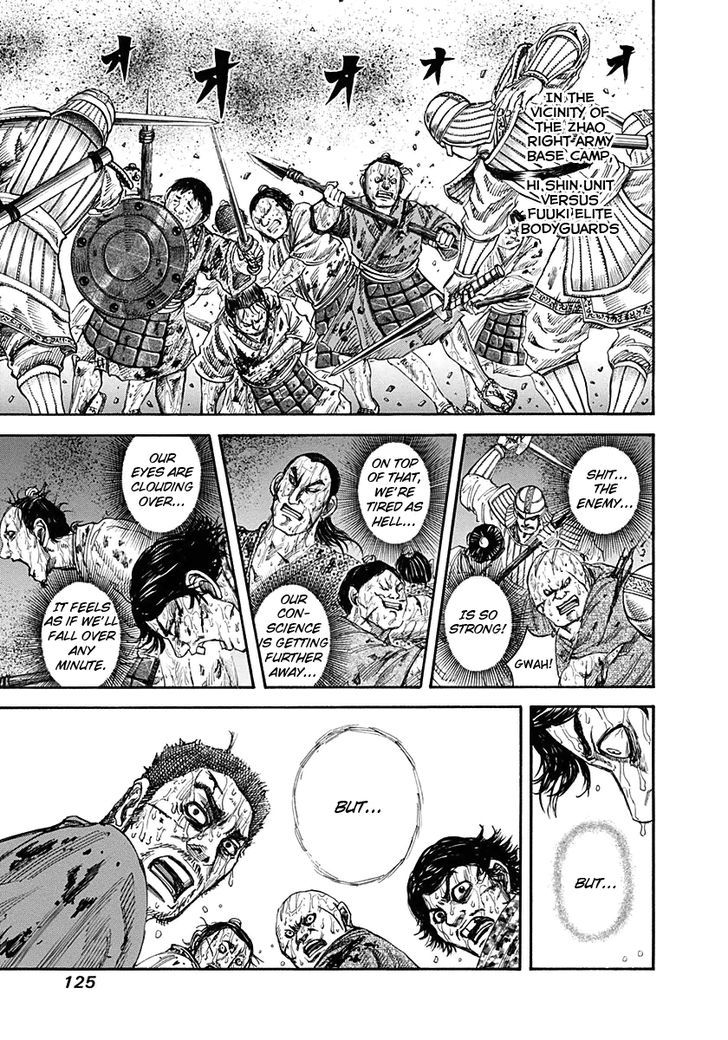 オ
オ
オ
オ
オ
IN THE
VICINITY OF
THE ZHAO
RIGHT ARMY
BASE CAMP,
HI SHIN UNIT
VERSUS
FUUKI ELITE
BODYGUARDS
SHIT...
THE
ENEMY...
IS SO
STRONG!
GWAH!
ON TOP
OF THAT,
WE'RE
TIRED AS
HELL...
OUR
CON-
SCIENCE
IS GETTING
FURTHER
AWAY...
OUR
EYES ARE
CLOUDING
OVER...
IT FEELS
AS IF WE'LL
FALL OVER
ANY
MINUTE.
BUT...
BUT...
125